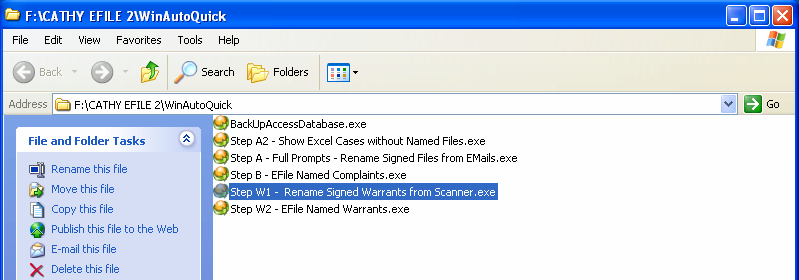 F:\CATHY EFILE 2\WinAutoQuick
File Edit View Favorites Tools Help
Back Search Folders
Address F:\CATHY EFILE 2\WinAutoQuick Go
File and Folder Tasks
Rename this file
Move this file
Copy this file
Publish this file to the Web
E-mail this file
Delete this file
BackUpAccessDatabase.exe
Step A2 - Show Excel Cases without Named Files.exe
Step A - Full Prompts - Rename Signed Files from EMails.exe
Step B - EFile Named Complaints.exe
Step W1 -  Rename Signed Warrants from Scanner.exe
Step W2 - EFile Named Warrants.exe